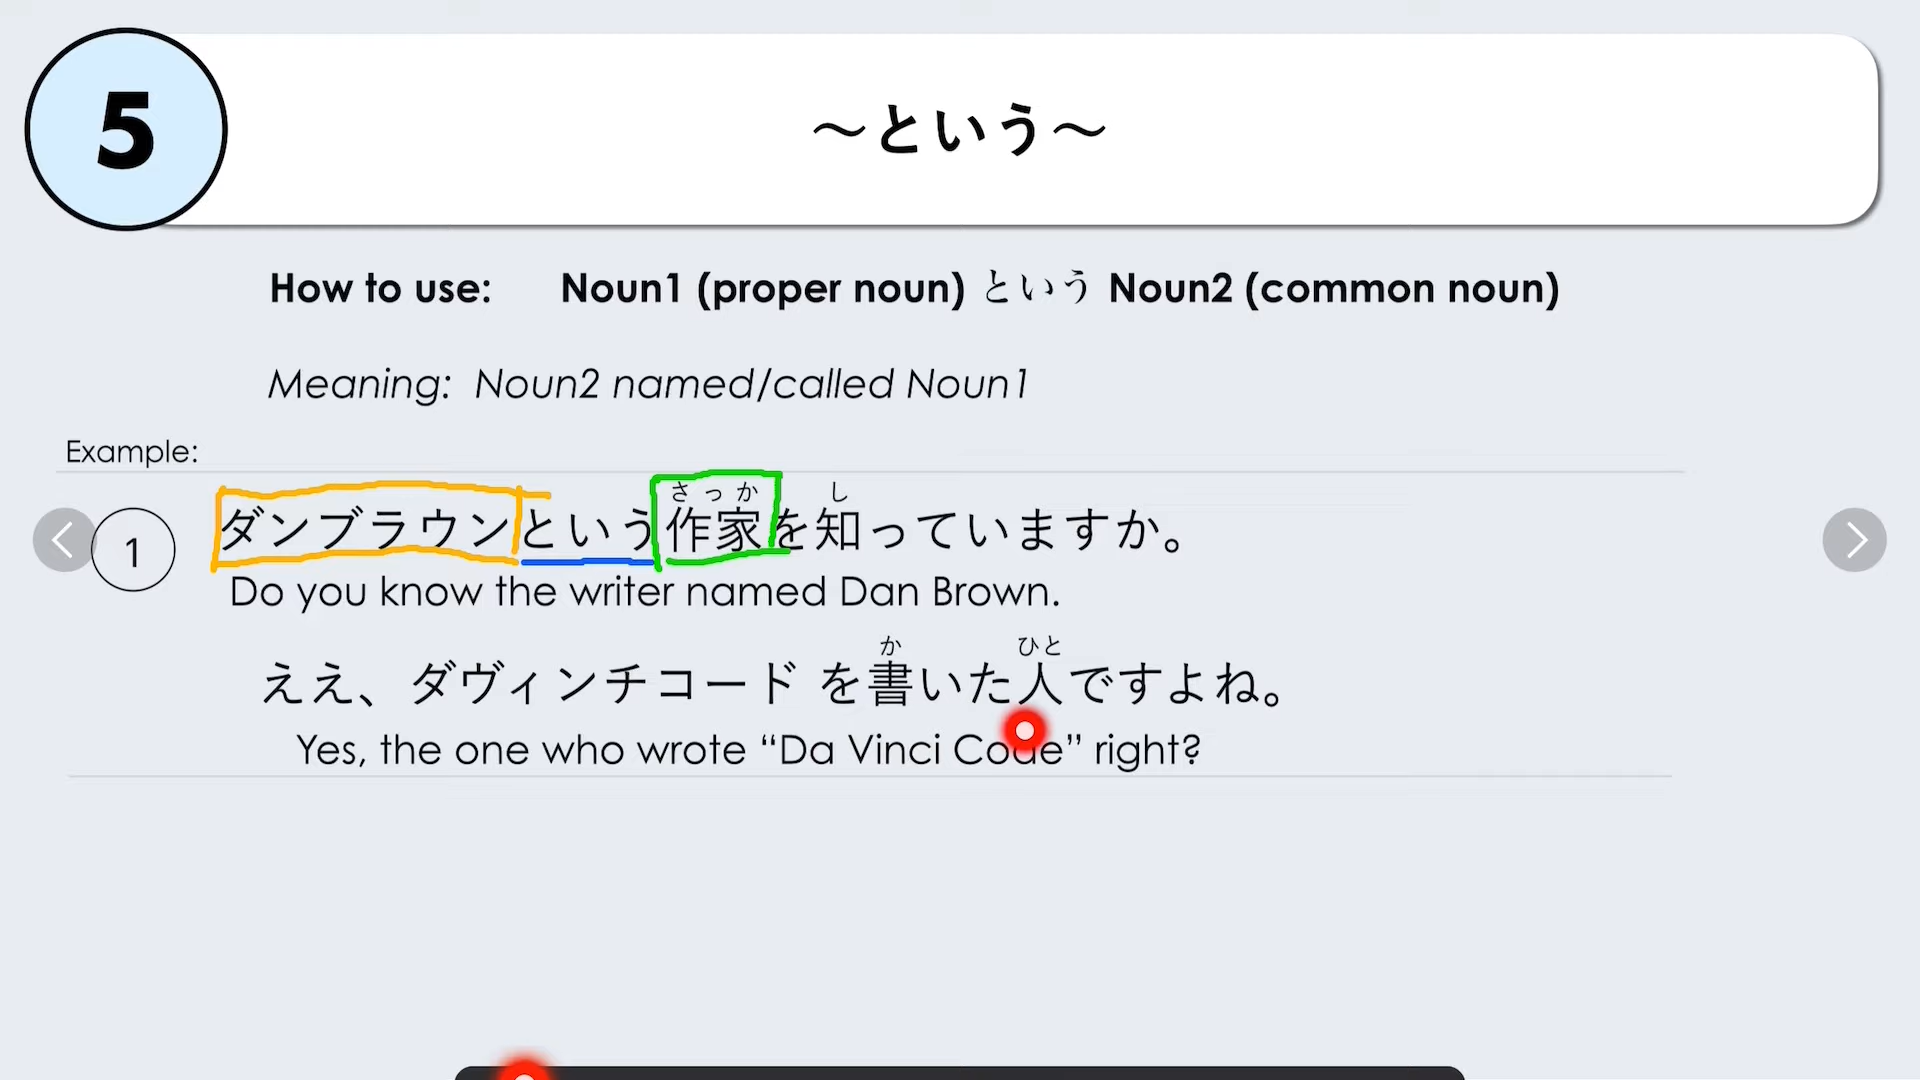 5
～という～
How to use: Noun1 (proper noun) という Noun2 (common noun)
Meaning: Noun2 named/called Noun1
Example:
さっか し
1 ダンブラウンという作家を知っていますか。
Do you know the writer named Dan Brown.
か ひと
ええ、ダヴィンチコード を書いた人ですよね。
Yes, the one who wrote “Da Vinci Code” right?